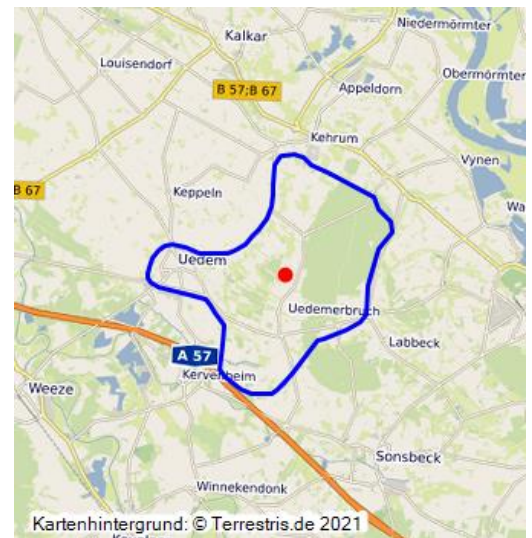 Niedermörmter
Kalkar
Louisendorf
Obermörmter
B 57;B 67
Appeldorn
Kehrum
Vynen
B 67
Keppeln
Wa
Uedem
Uedemerbruch
Labbeck
A 57
Kervenheim
Weeze
Sonsbeck
Winnekendonk
Kartenhintergrund: © Terrestris.de 2021